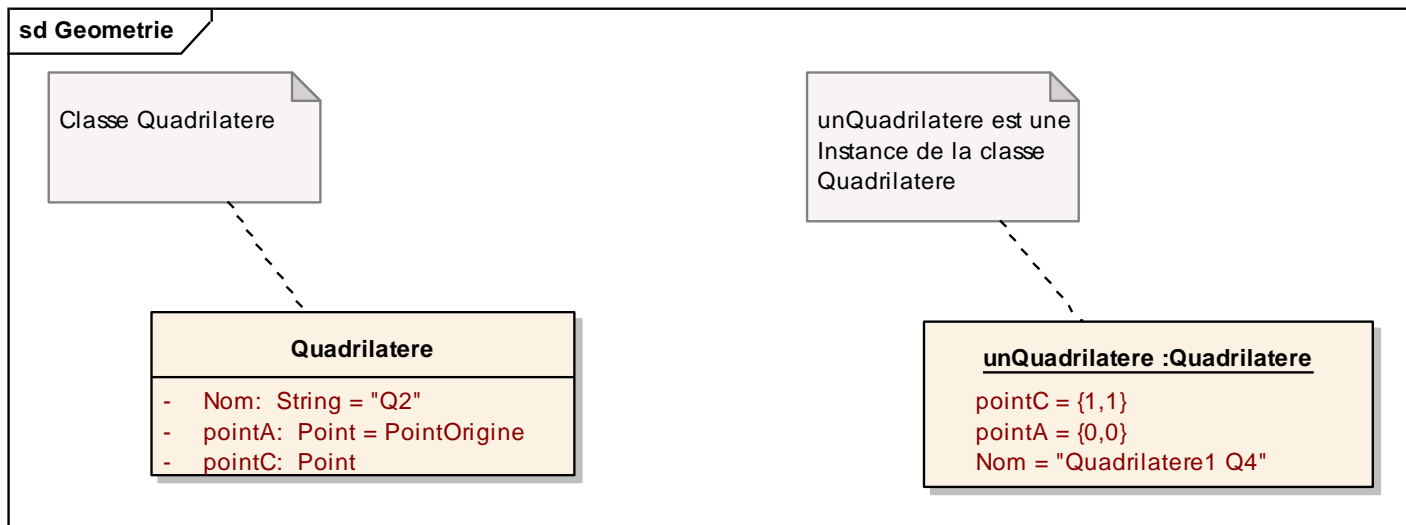 sd Geometrie
Classe Quadrilatere
unQuadrilatere est une
Instance de la classe
Quadrilatere
Quadrilatere
- Nom: String = "Q2"
- pointA: Point = PointOrigine
- pointC: Point
unQuadrilatere :Quadrilatere
pointC = {1,1}
pointA = {0,0}
Nom = "Quadrilatere1 Q4"